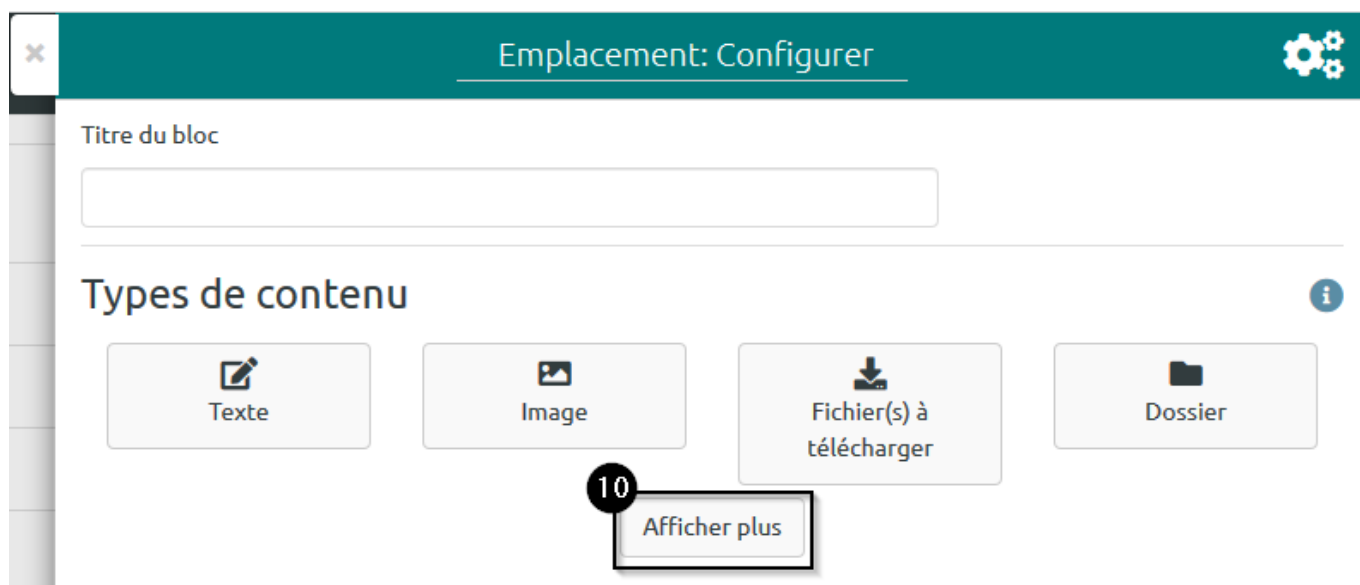 Emplacement: Configurer
Titre du bloc
Types de contenu
Texte
Image
Fichier(s) à
télécharger
Dossier
10
Afficher plus